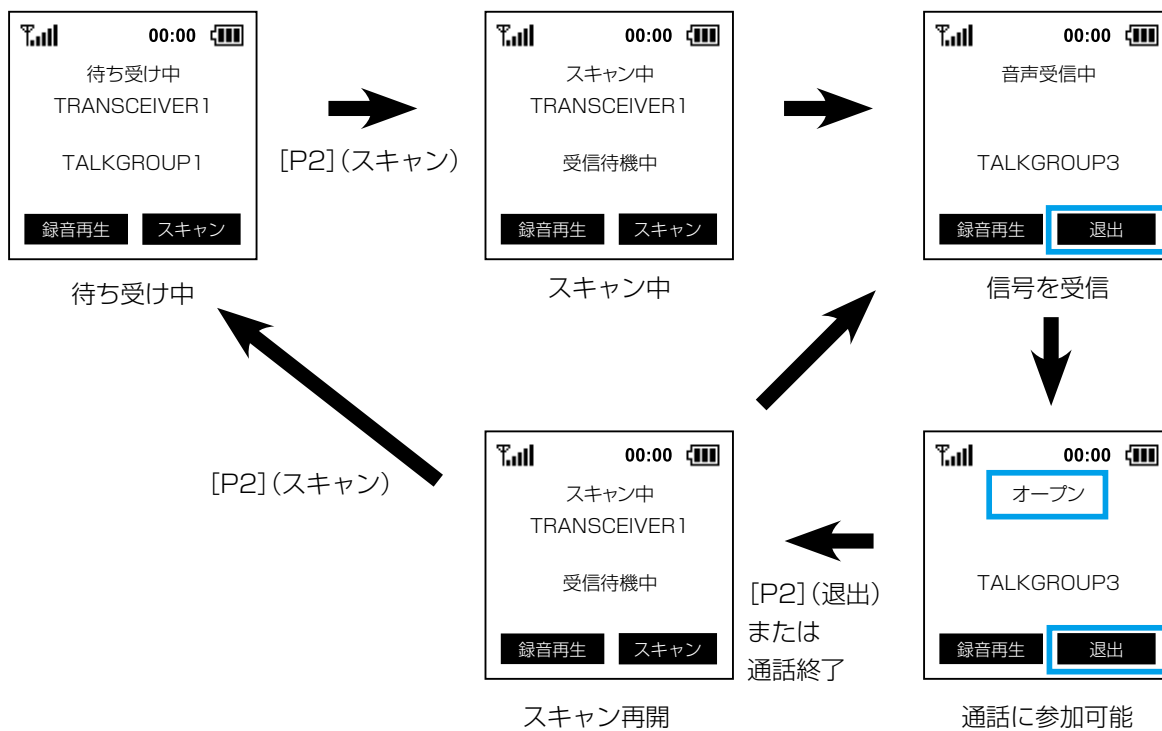 00:00
待ち受け中
TRANSCEIVER1
TALKGROUP1
録音再生 スキャン
待ち受け中
[P2](スキャン)
00:00
スキャン中
TRANSCEIVER1
受信待機中
録音再生 スキャン
スキャン中
00:00
音声受信中
TALKGROUP3
録音再生 退出
信号を受信
00:00
オープン
TALKGROUP3
録音再生 退出
通話に参加可能
[P2](退出)
または
通話終了
00:00
スキャン中
TRANSCEIVER1
受信待機中
録音再生 スキャン
スキャン再開
[P2](スキャン)